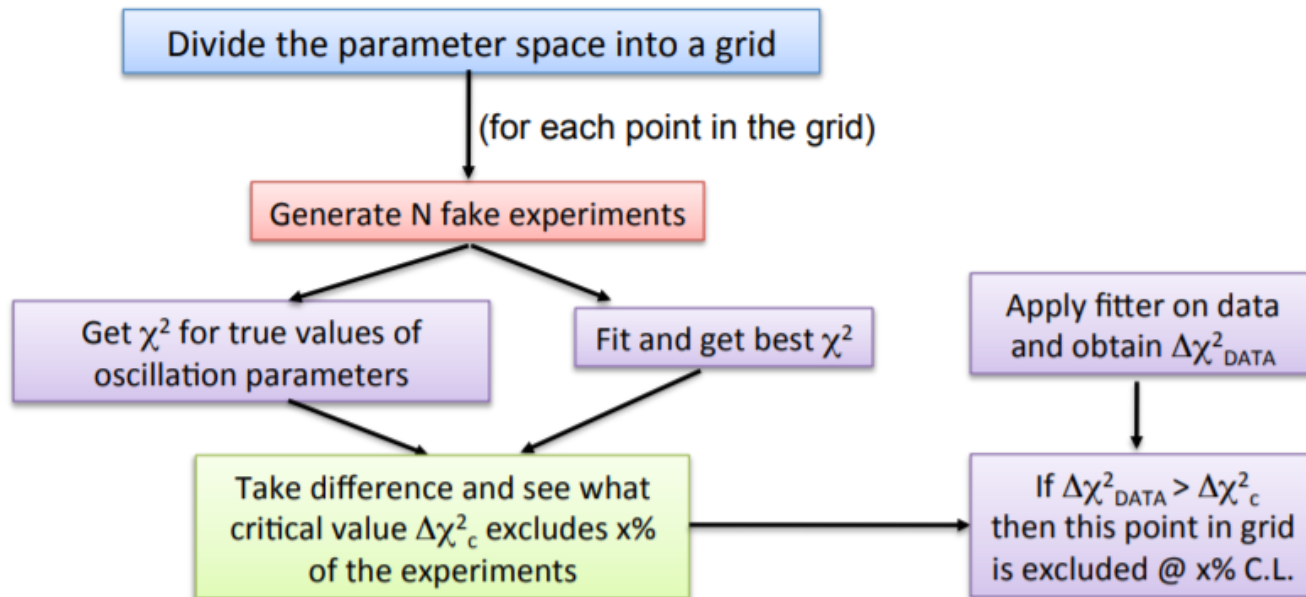 Divide the parameter space into a grid
(for each point in the grid)
Generate N fake experiments
Get χ² for true values of
oscillation parameters
Fit and get best χ²
Apply fitter on data
and obtain Δχ²DATA
Take difference and see what
critical value Δχ²c excludes x%
of the experiments
If Δχ²DATA > Δχ²c
then this point in grid
is excluded @ x% C.L.